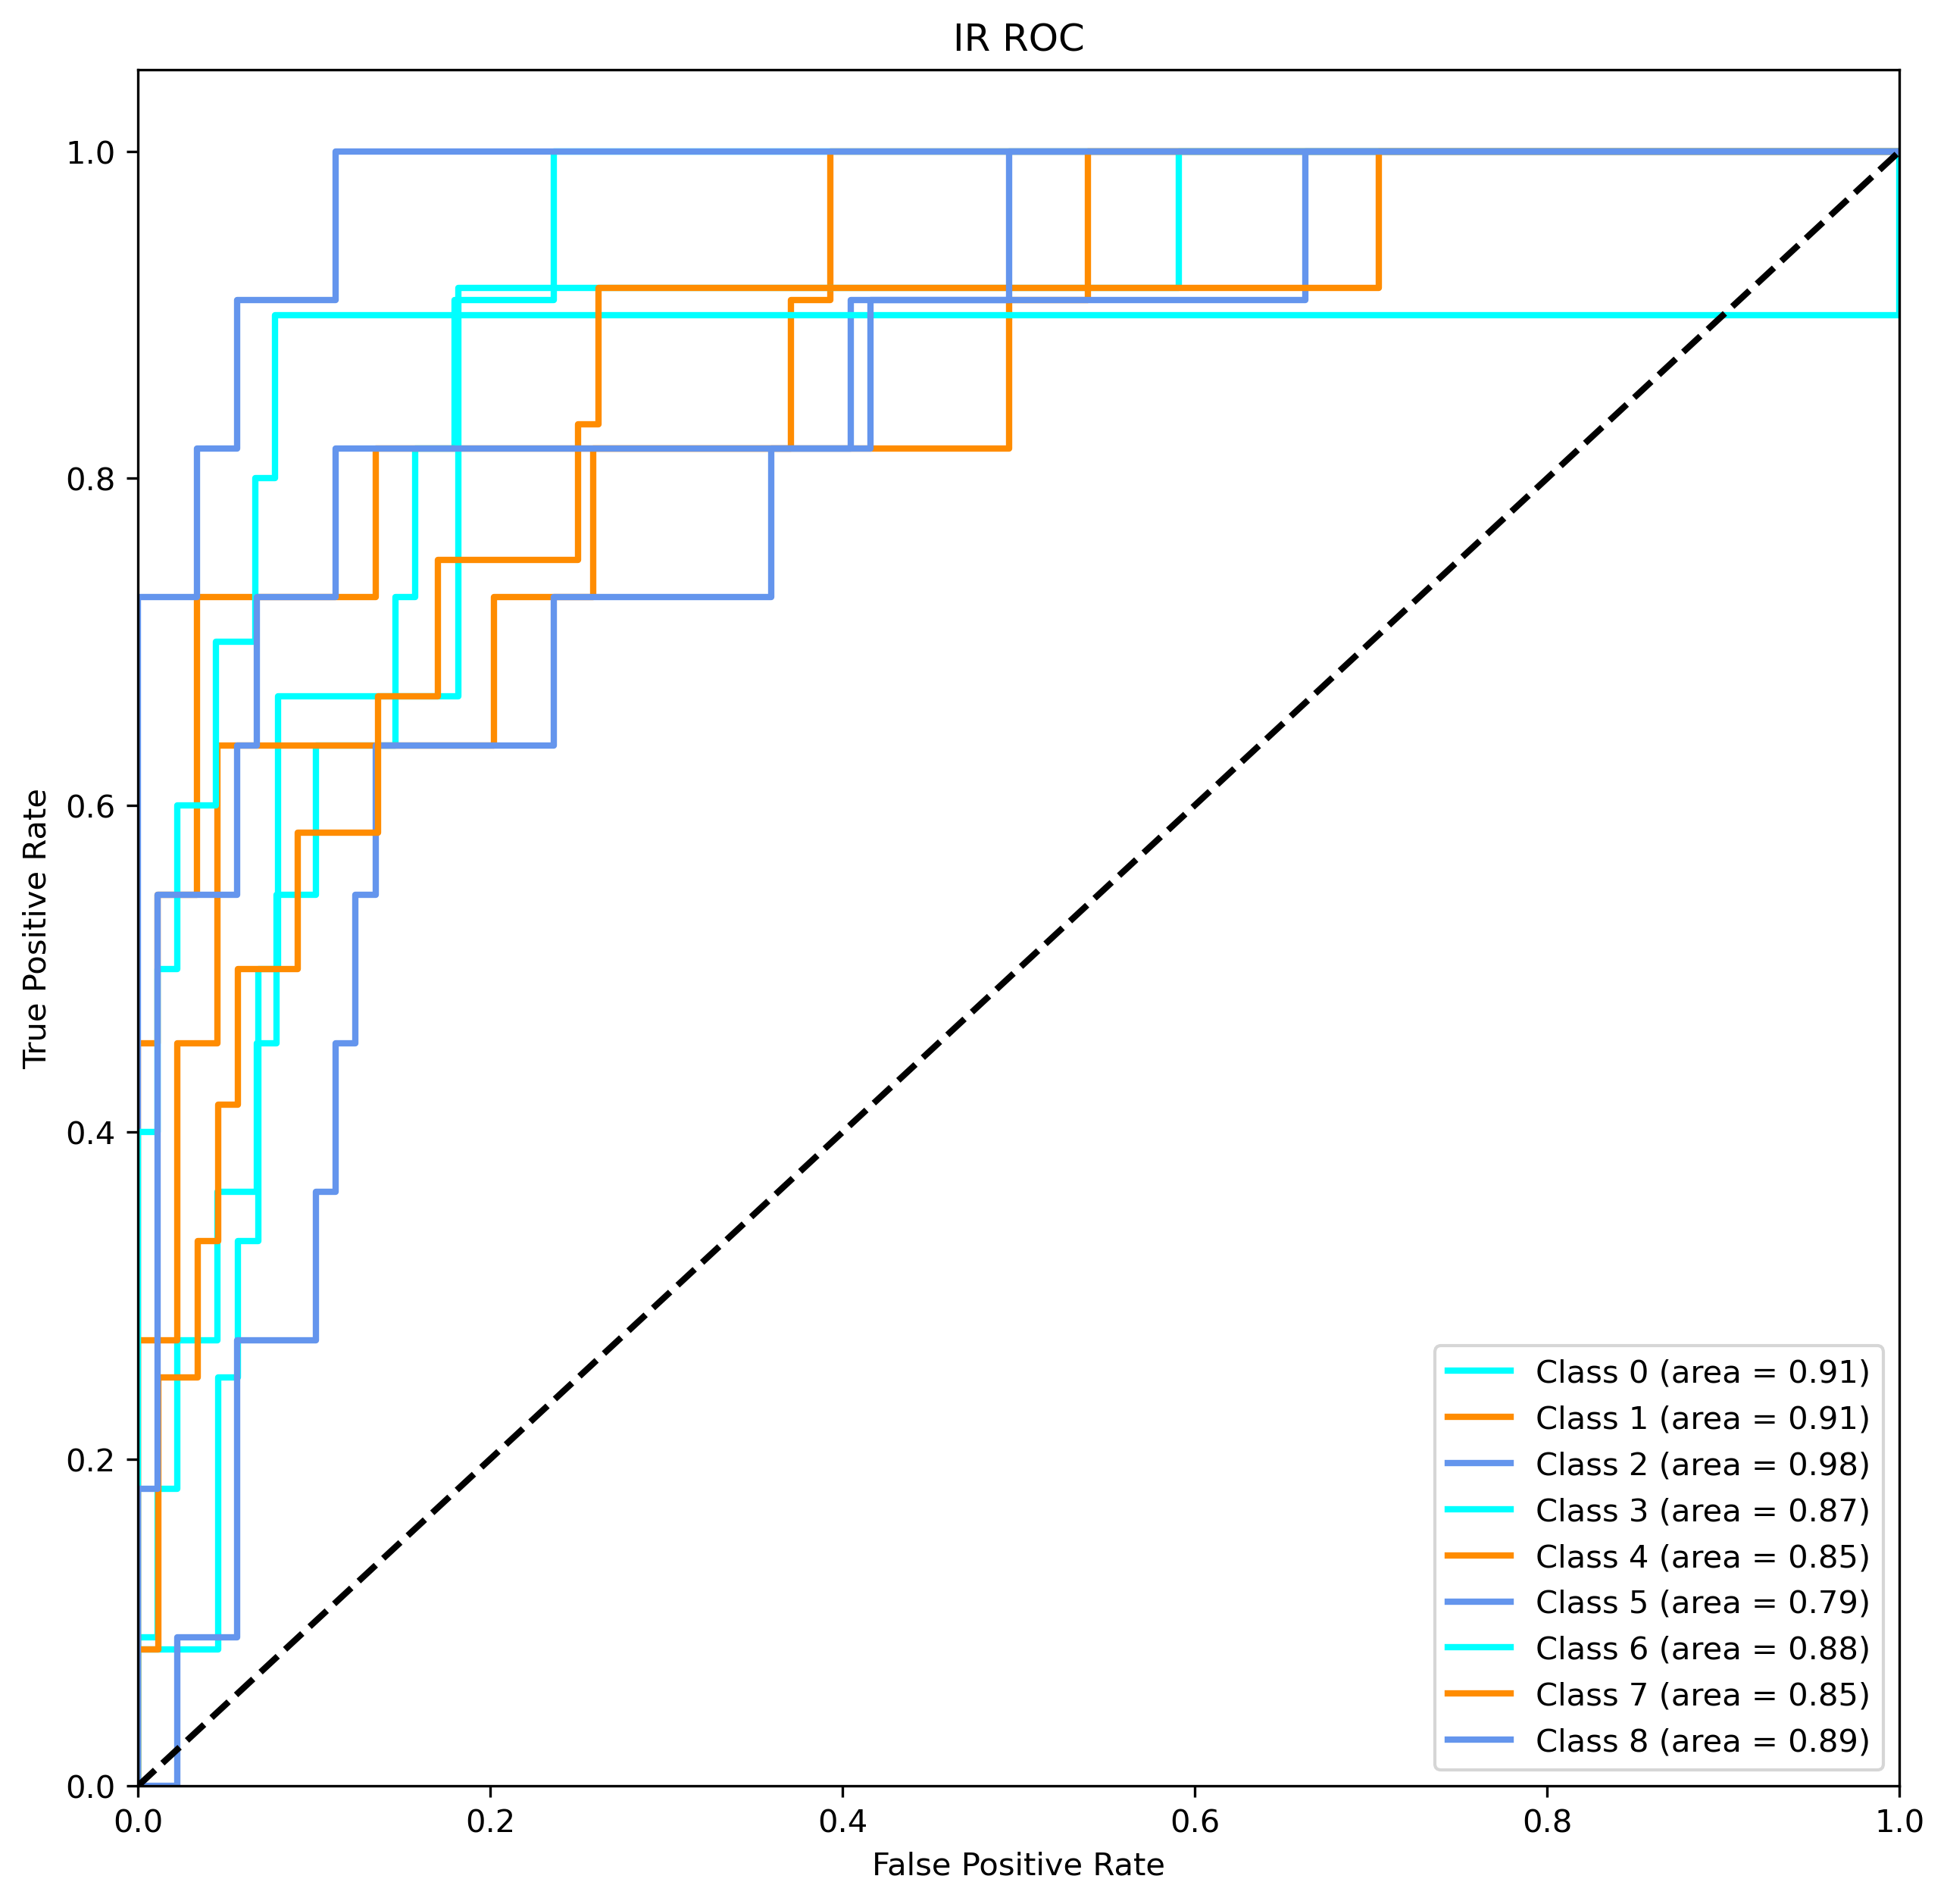 IR ROC
1.0
0.8
0.6
0.4
0.2
0.0
True Positive Rate
Class 0 (area = 0.91)
Class 1 (area = 0.91)
Class 2 (area = 0.98)
Class 3 (area = 0.87)
Class 4 (area = 0.85)
Class 5 (area = 0.79)
Class 6 (area = 0.88)
Class 7 (area = 0.85)
Class 8 (area = 0.89)
0.0 0.2 0.4 0.6 0.8 1.0
False Positive Rate